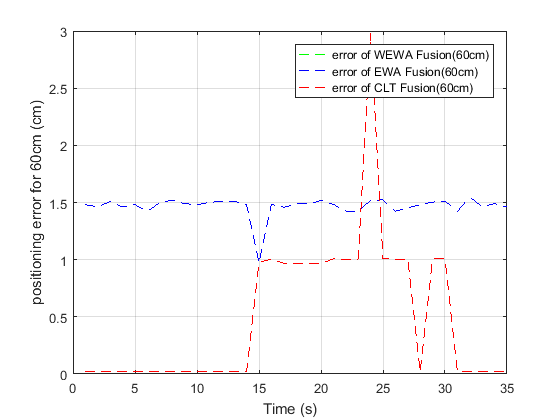 3
2.5
2
1.5
1
0.5
0
positioning error for 60cm (cm)
error of WEWA Fusion(60cm)
error of EWA Fusion(60cm)
error of CLT Fusion(60cm)
0 5 10 15 20 25 30 35
Time (s)